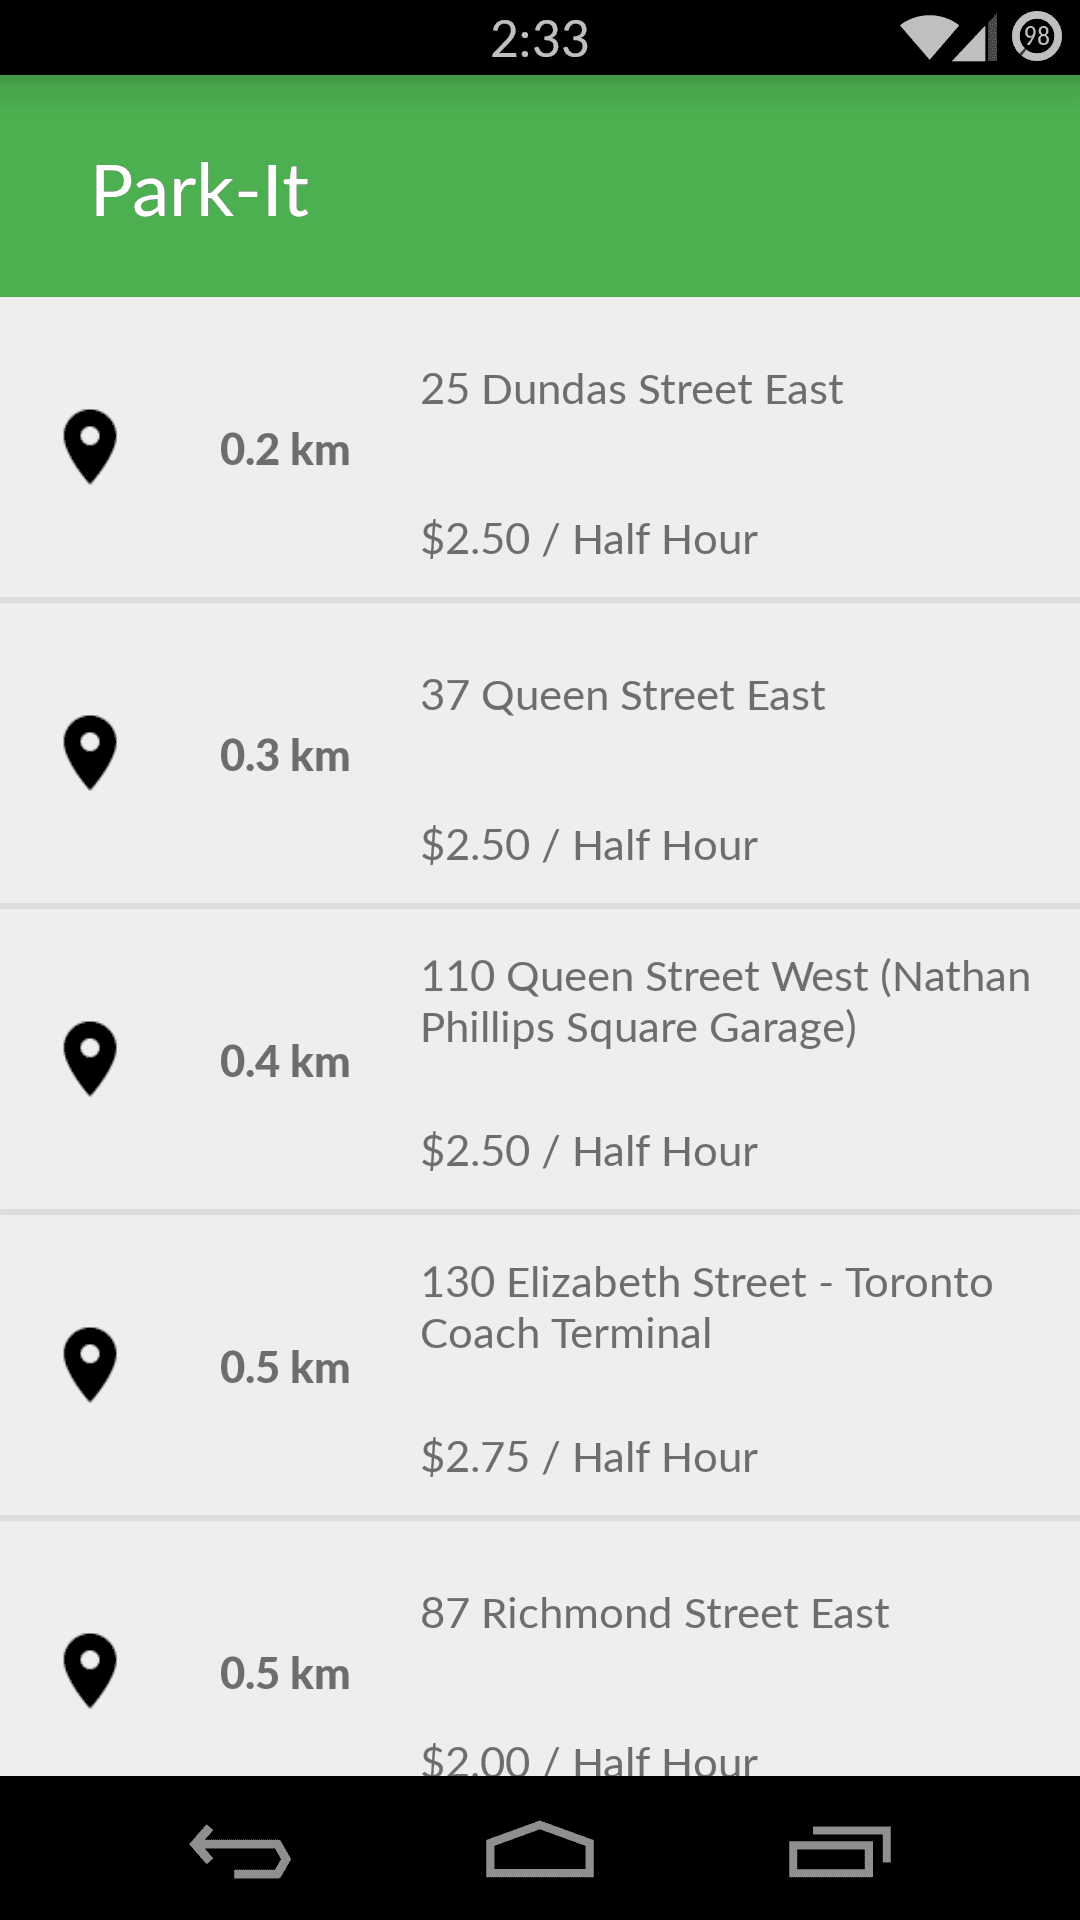 2:33
98
Park-It
25 Dundas Street East
0.2 km
$2.50 / Half Hour
37 Queen Street East
0.3 km
$2.50 / Half Hour
110 Queen Street West (Nathan
Phillips Square Garage)
0.4 km
$2.50 / Half Hour
130 Elizabeth Street - Toronto
Coach Terminal
0.5 km
$2.75 / Half Hour
87 Richmond Street East
0.5 km
$2.00 / Half Hour